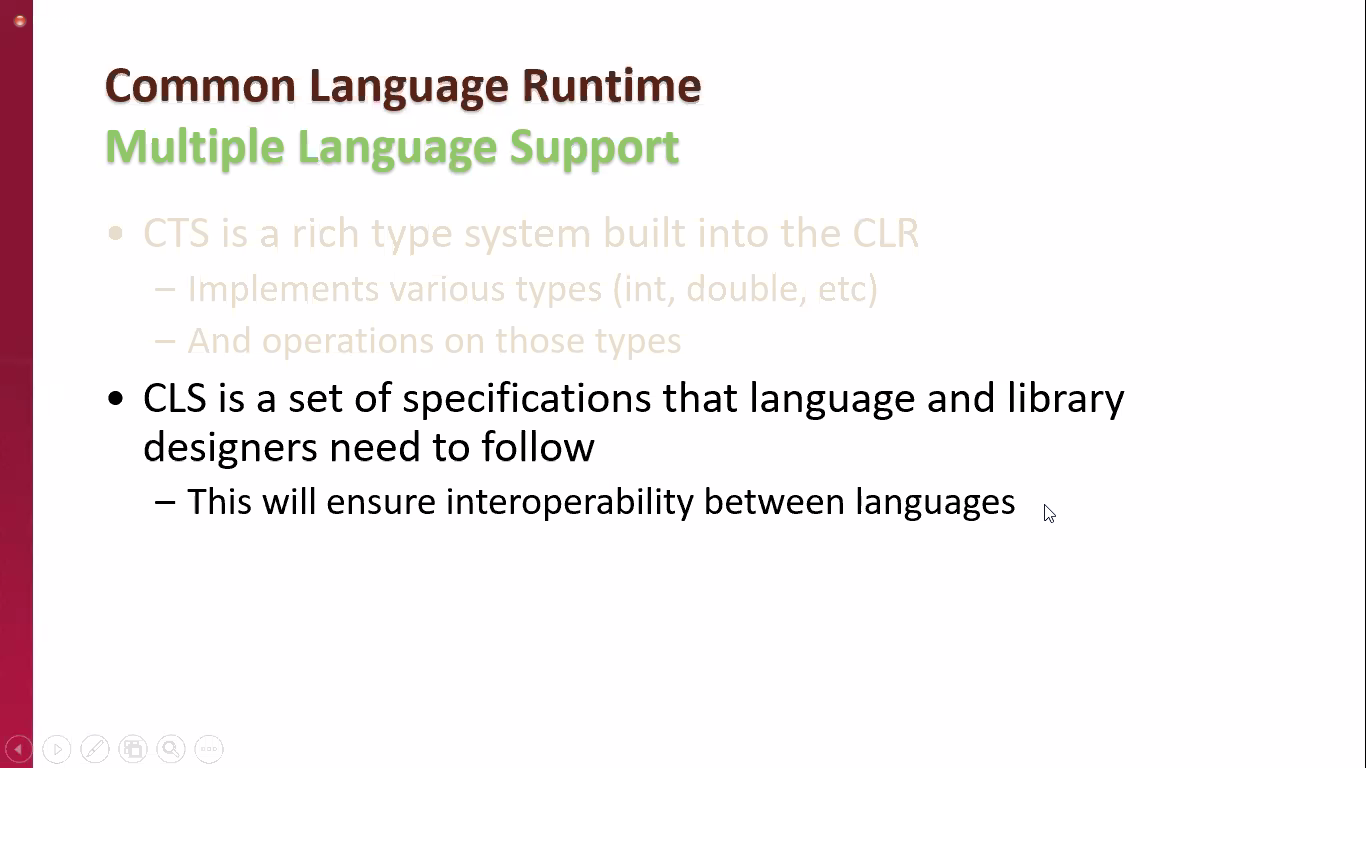 Common Language Runtime
Multiple Language Support
• CTS is a rich type system built into the CLR
– Implements various types (int, double, etc)
– And operations on those types
• CLS is a set of specifications that language and library
designers need to follow
– This will ensure interoperability between languages